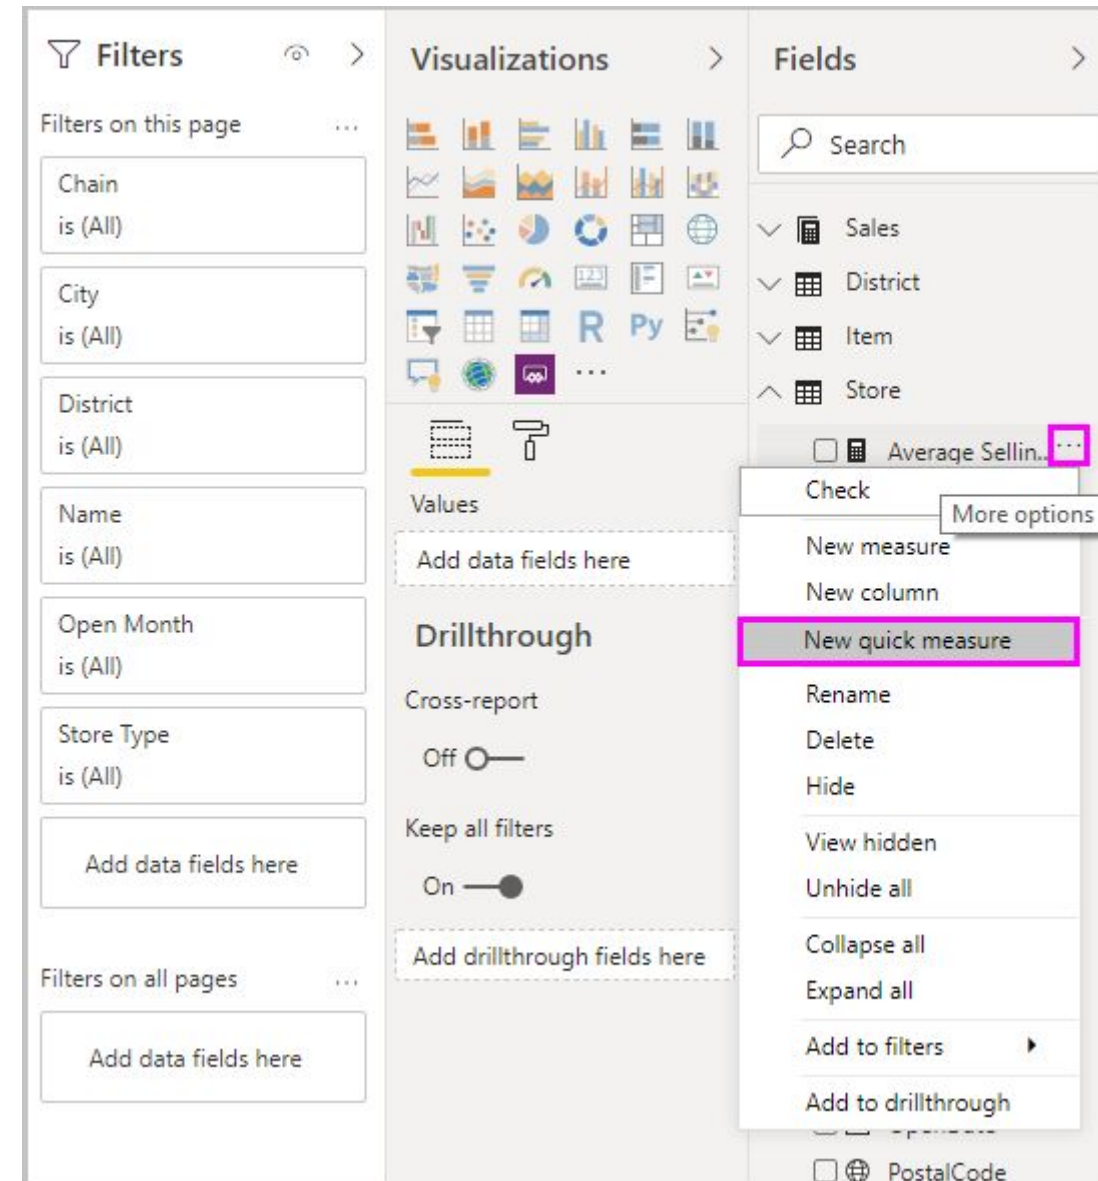 Filters
Filters on this page
...
Chain
is (All)
City
is (All)
District
is (All)
Name
is (All)
Open Month
is (All)
Store Type
is (All)
Add data fields here
Filters on all pages
...
Add data fields here
Visualizations
123
R
Py
...
Values
Add data fields here
Drillthrough
Cross-report
Off
Keep all filters
On
Add drillthrough fields here
Fields
Search
Sales
District
Item
Store
Average Sellin...
...
Check
More options
New measure
New column
New quick measure
Rename
Delete
Hide
View hidden
Unhide all
Collapse all
Expand all
Add to filters
Add to drillthrough
PostalCode